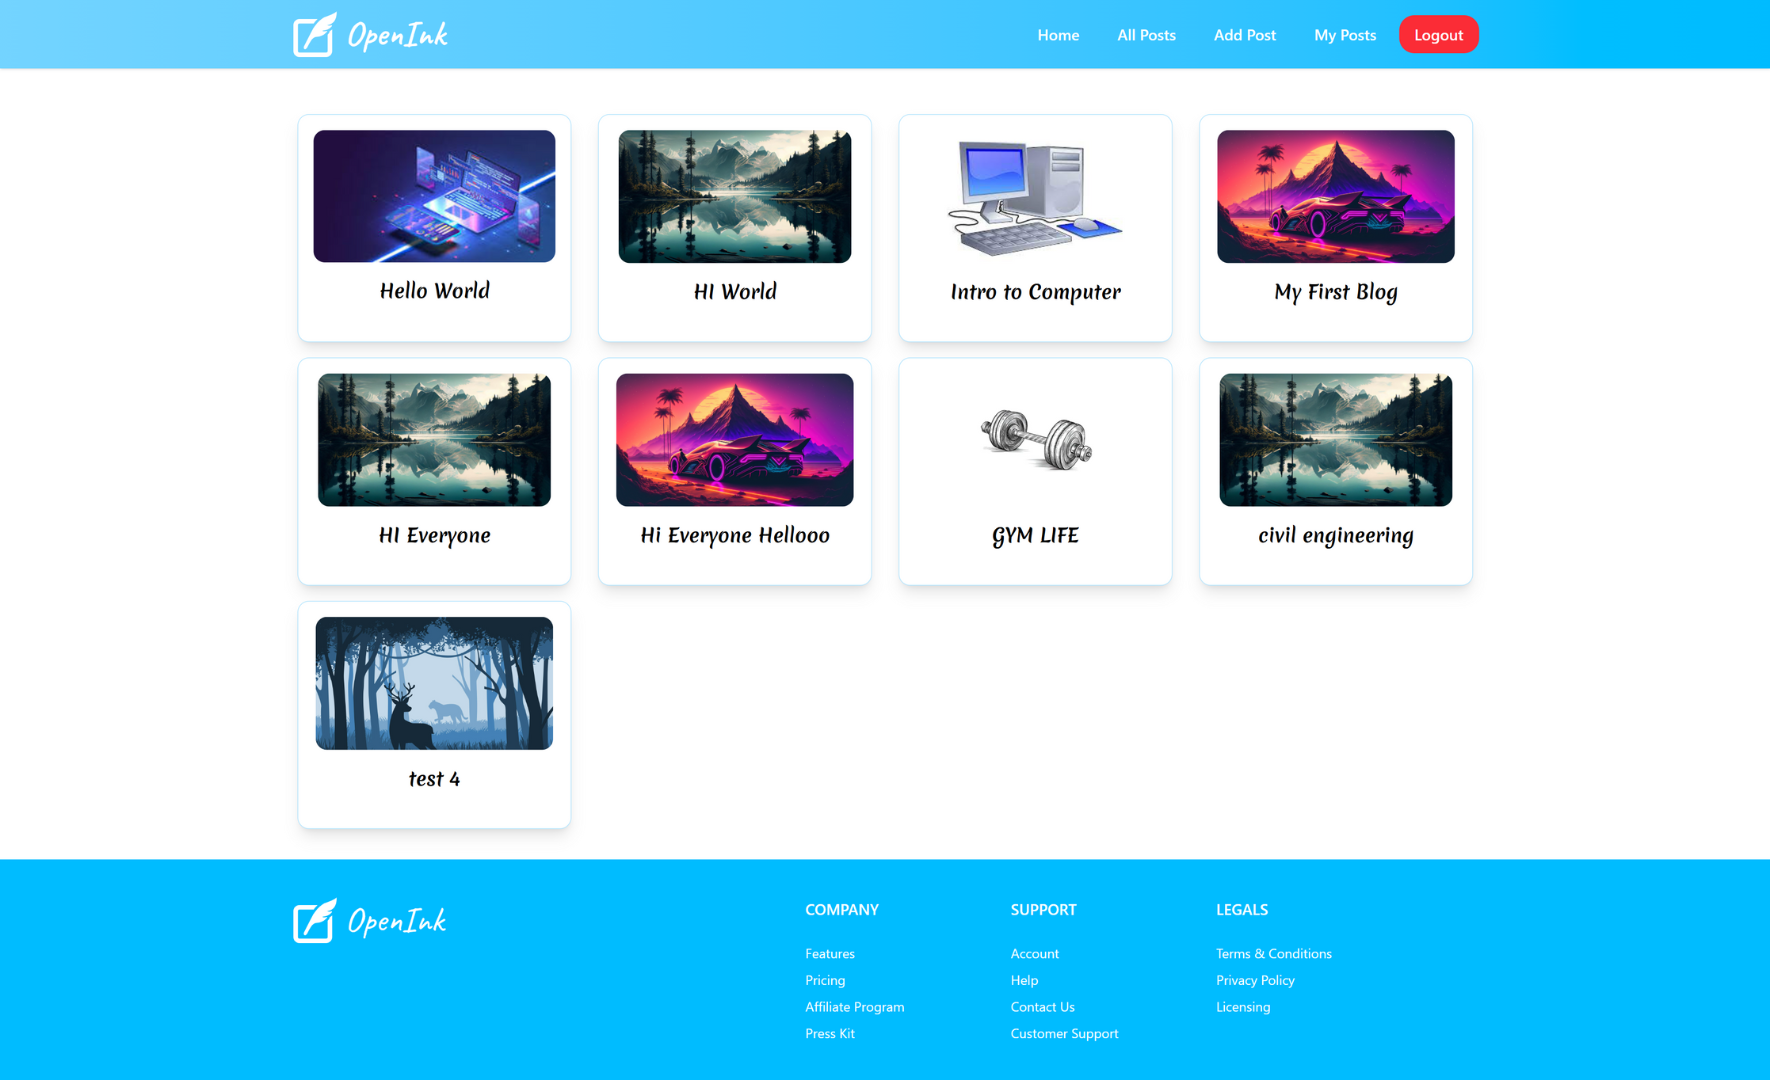 OpenInk
Home All Posts Add Post My Posts Logout
Hello World
HI World
Intro to Computer
My First Blog
HI Everyone
Hi Everyone Hellooo
GYM LIFE
civil engineering
test 4
OpenInk
COMPANY
Features
Pricing
Affiliate Program
Press Kit
SUPPORT
Account
Help
Contact Us
Customer Support
LEGALS
Terms & Conditions
Privacy Policy
Licensing